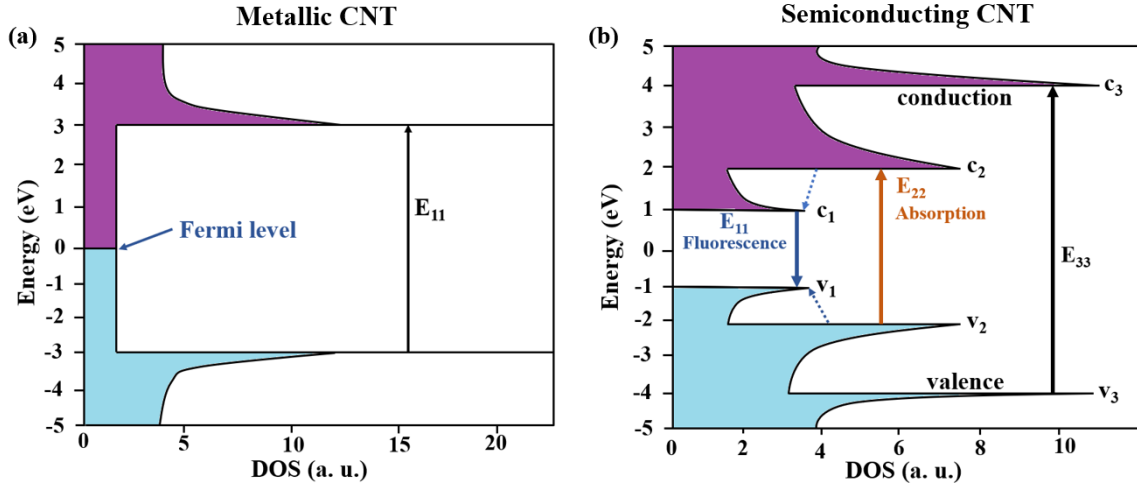 Metallic CNT
(a)
5
4
3
2
1
0
-1
-2
-3
-4
-5
Energy (eV)
Fermi level
E11
0
5
10
15
20
DOS (a. u.)
Semiconducting CNT
(b)
5
4
3
2
1
0
-1
-2
-3
-4
-5
Energy (eV)
c3
conduction
c2
E22
Absorption
c1
E11
Fluorescence
E33
v1
v2
valence
v3
0
2
4
6
8
10
DOS (a. u.)